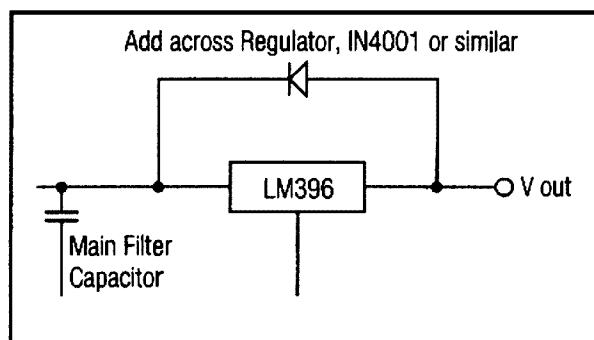 Add across Regulator, IN4001 or similar
LM396
V out
Main Filter
Capacitor